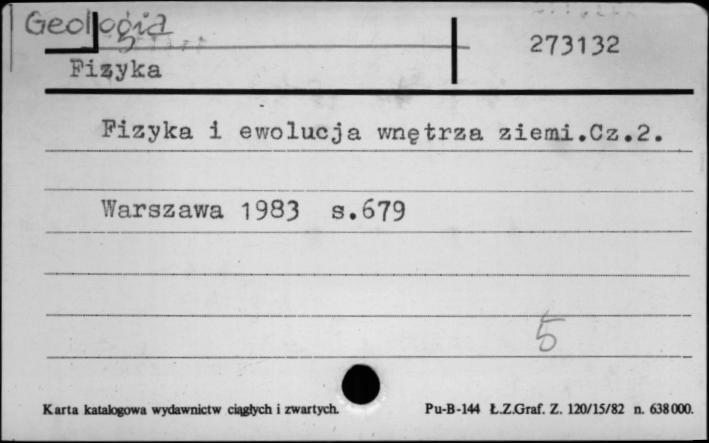 Geologia
273132
Fizyka
Fizyka i ewolucja wnętrza ziemi.Cz.2.
Warszawa 1983 s.679
5
Karta katalogowa wydawnictw ciągłych i zwartych.
Pu-B-144 Ł.Z.Graf. Z. 120/15/82 n. 638000.